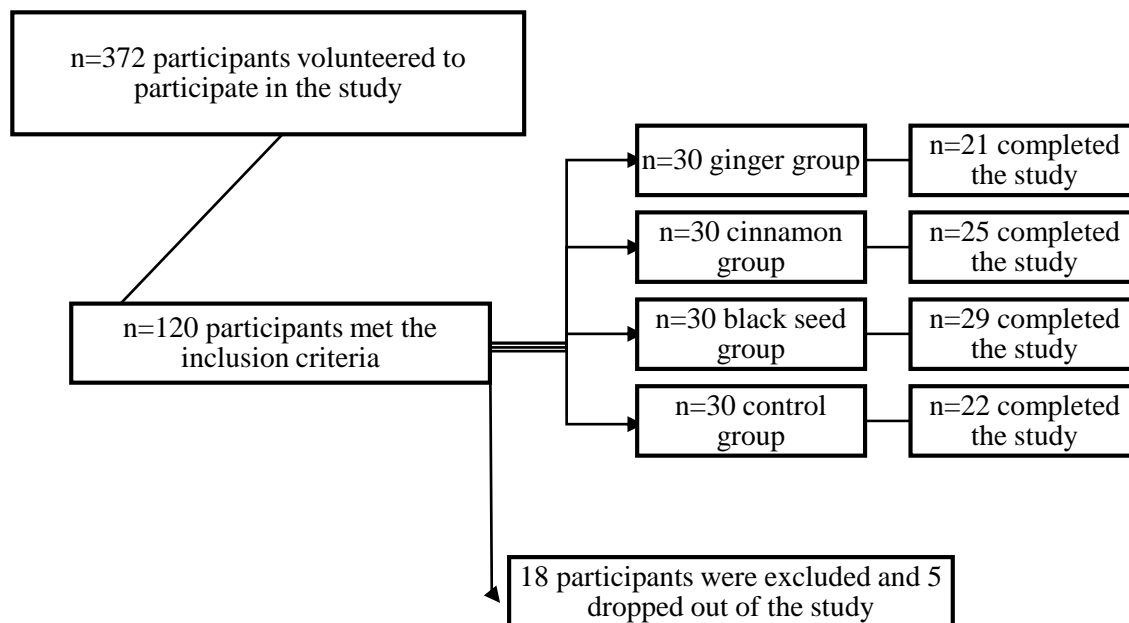 n=372 participants volunteered to
participate in the study
n=30 ginger group
n=21 completed
the study
n=30 cinnamon
group
n=25 completed
the study
n=120 participants met the
inclusion criteria
n=30 black seed
group
n=29 completed
the study
n=30 control
group
n=22 completed
the study
18 participants were excluded and 5
dropped out of the study